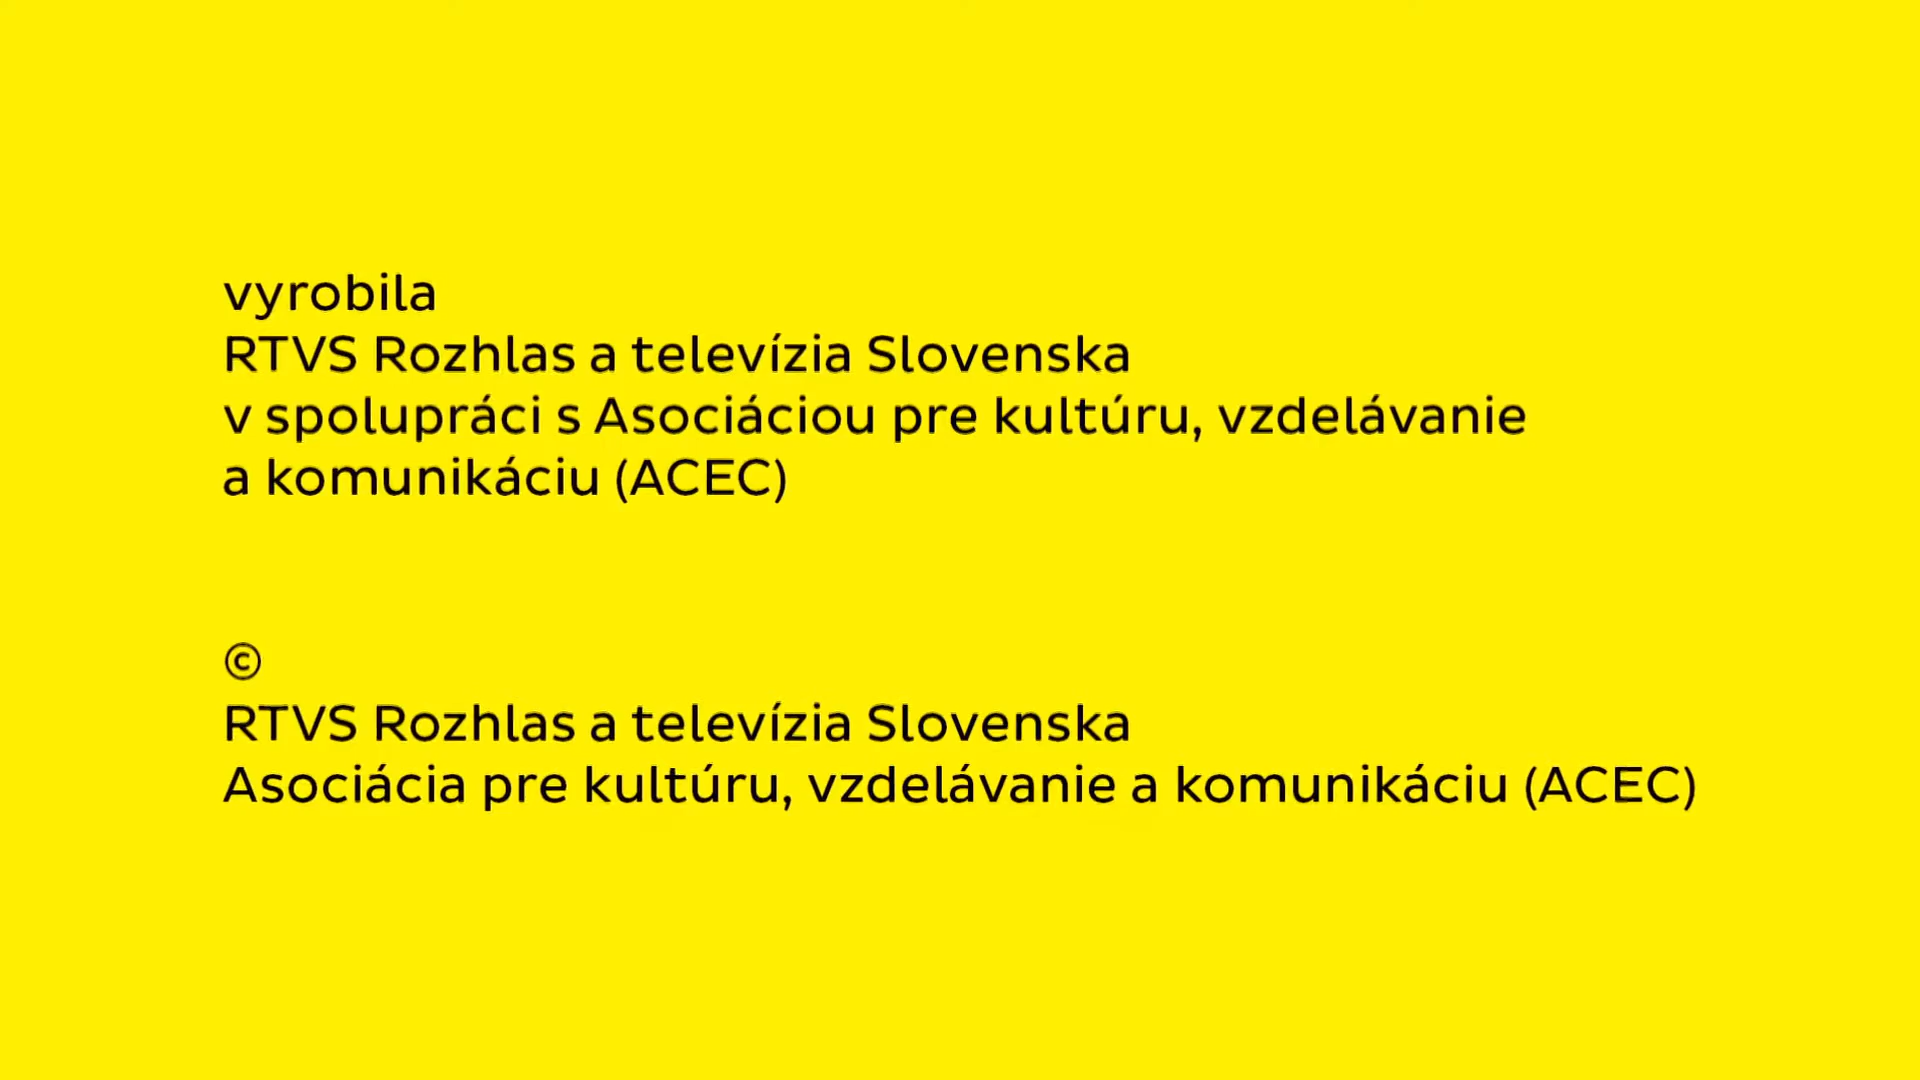 vyrobila
RTVS Rozhlas a televízia Slovenska
v spolupráci s Asociáciou pre kultúru, vzdelávanie
a komunikáciu (ACEC)
©
RTVS Rozhlas a televízia Slovenska
Asociácia pre kultúru, vzdelávanie a komunikáciu (ACEC)